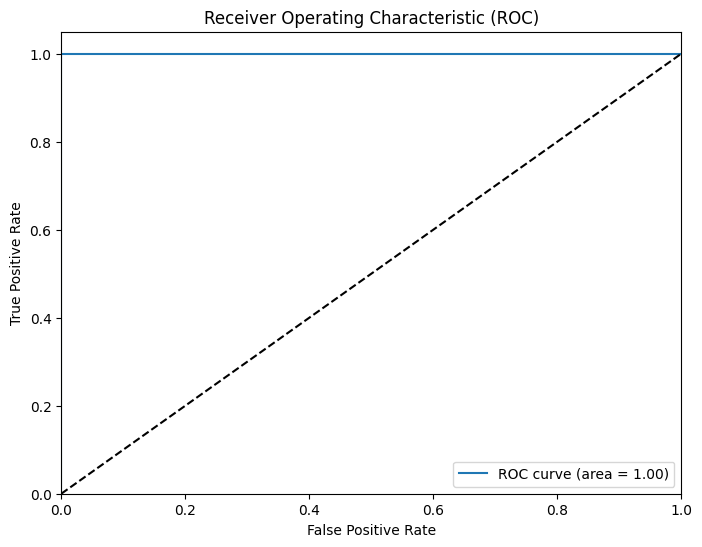 Receiver Operating Characteristic (ROC)
1.0
0.8
0.6
0.4
0.2
0.0
True Positive Rate
ROC curve (area = 1.00)
0.0 0.2 0.4 0.6 0.8 1.0
False Positive Rate